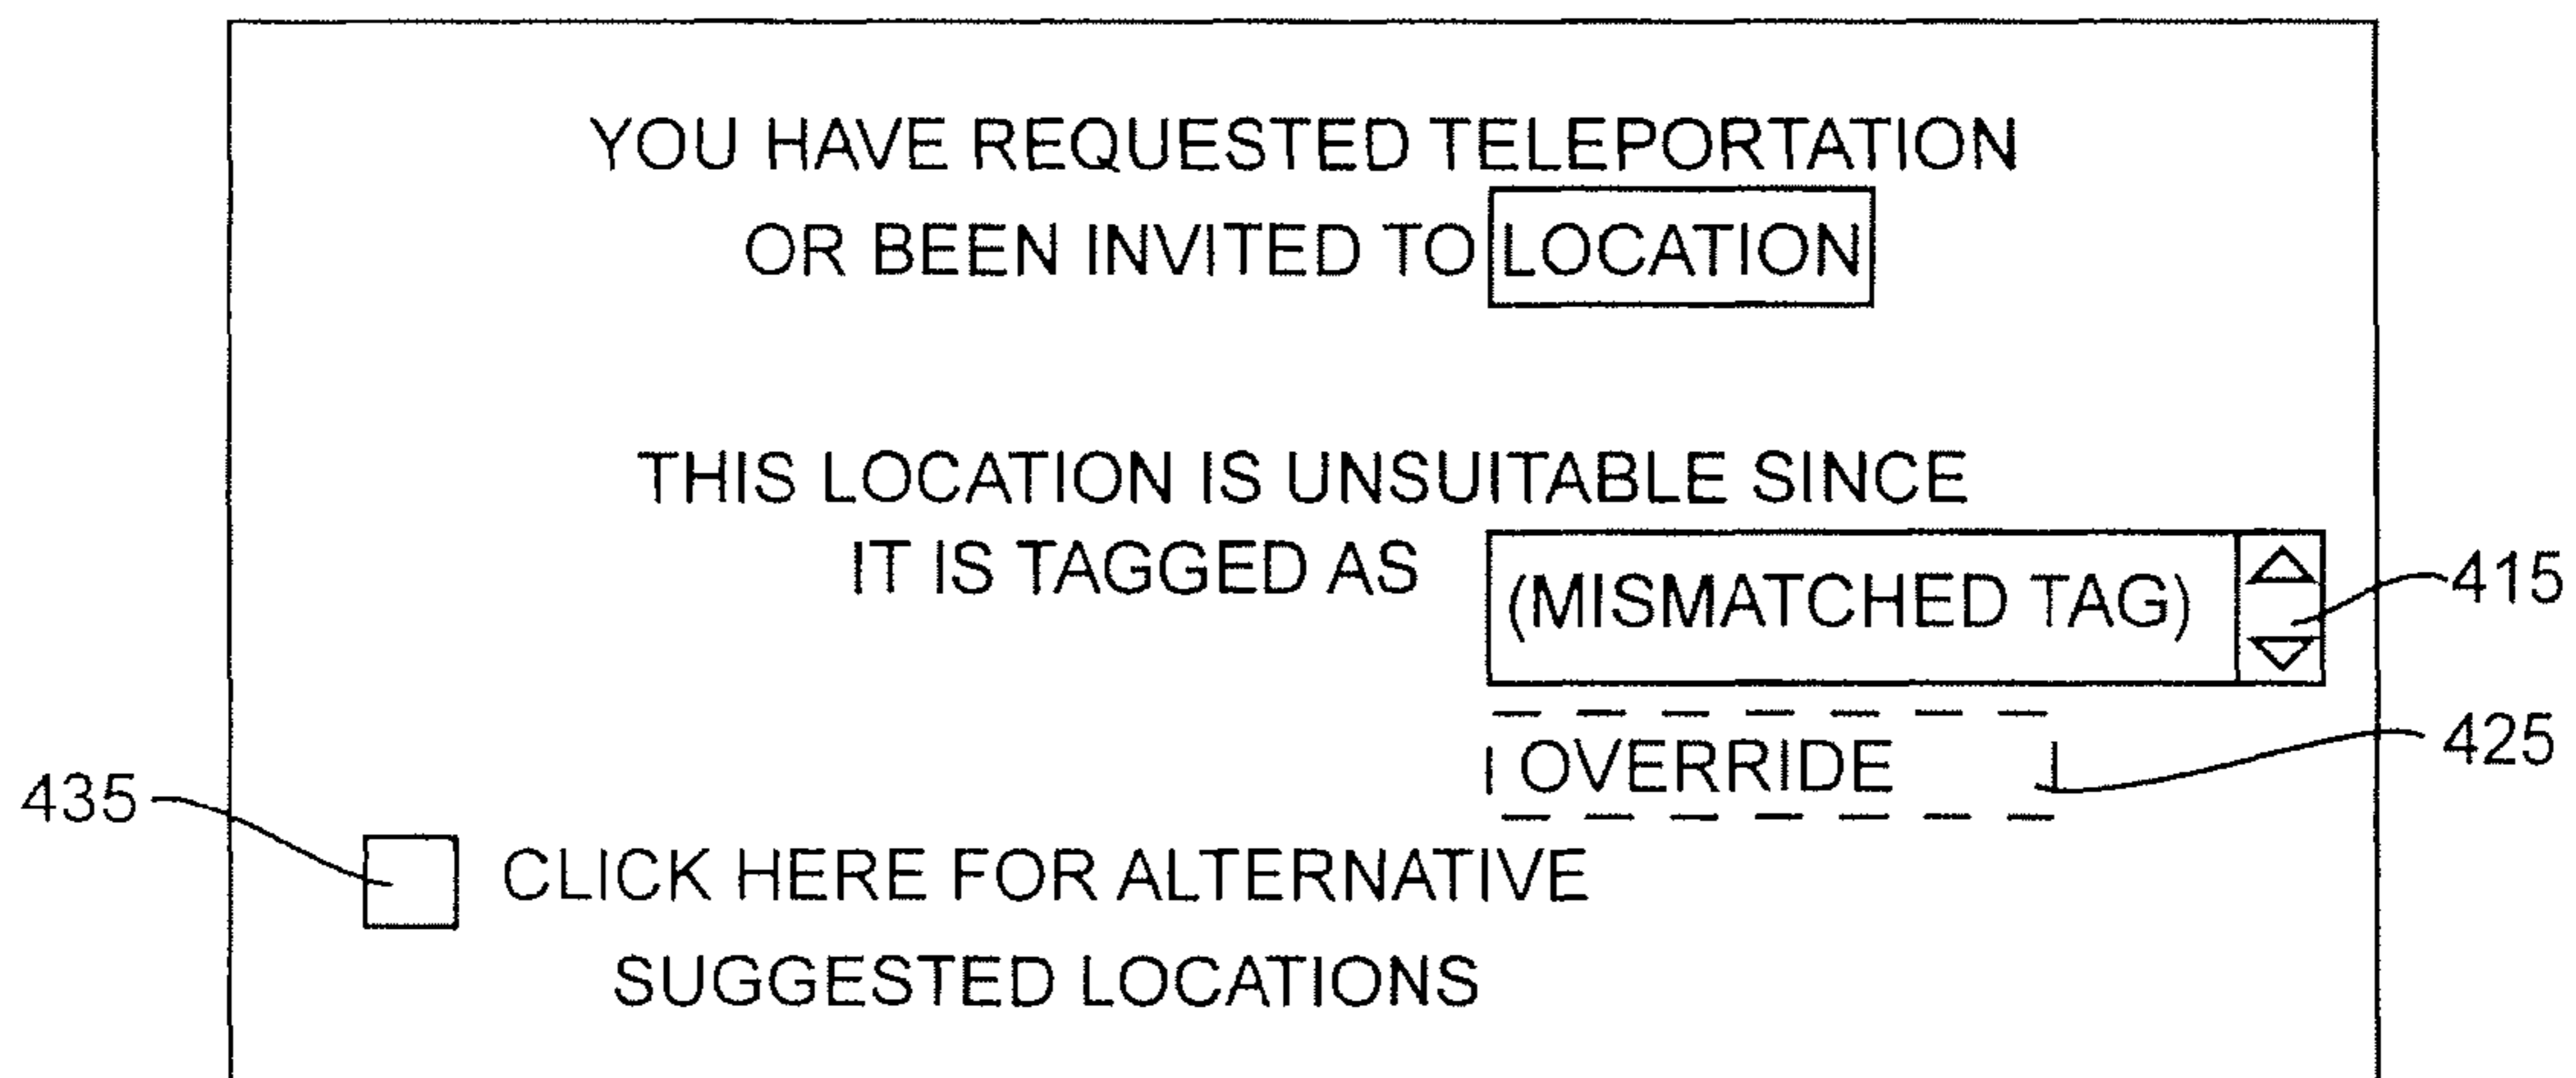 YOU HAVE REQUESTED TELEPORTATION
OR BEEN INVITED TO LOCATION
THIS LOCATION IS UNSUITABLE SINCE
IT IS TAGGED AS (MISMATCHED TAG)
415
OVERRIDE
425
435
CLICK HERE FOR ALTERNATIVE
SUGGESTED LOCATIONS